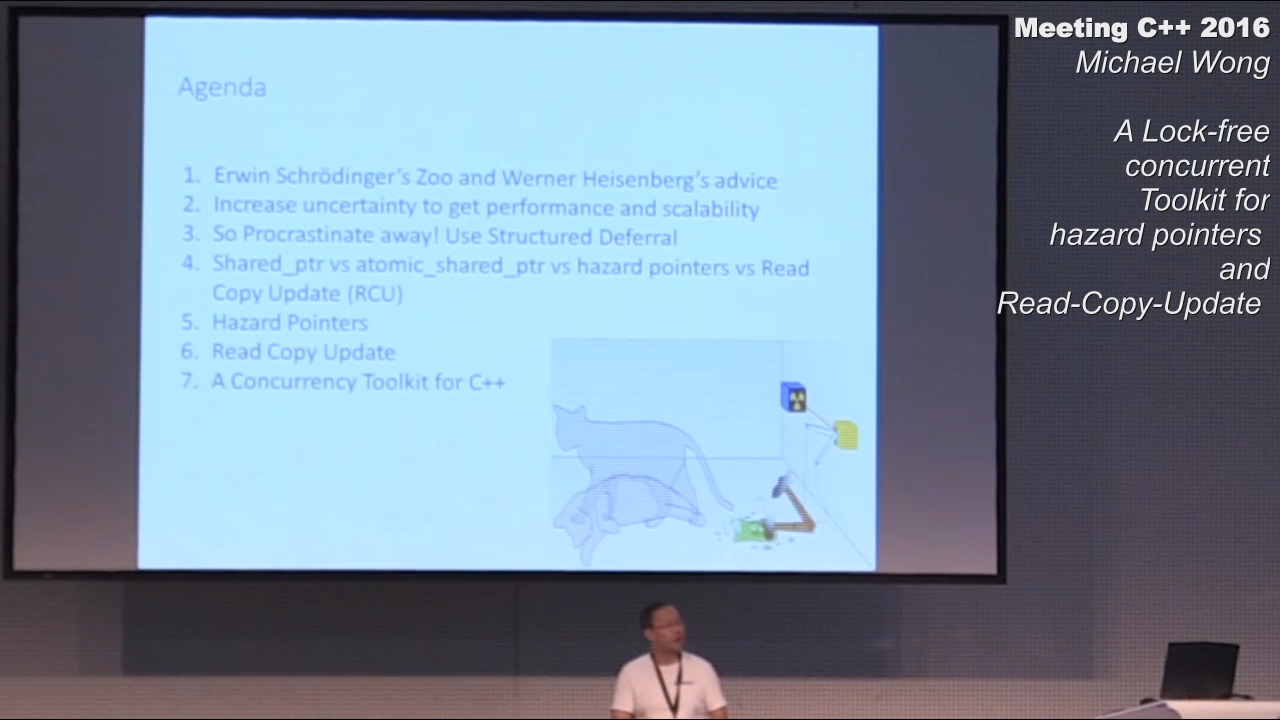 Agenda
1. Erwin Schrödinger's Zoo and Werner Heisenberg's advice
2. Increase uncertainty to get performance and scalability
3. So Procrastinate away! Use Structured Deferral
4. Shared_ptr vs atomic_shared_ptr vs hazard pointers vs Read
Copy Update (RCU)
5. Hazard Pointers
6. Read Copy Update
7. A Concurrency Toolkit for C++
Meeting C++ 2016
Michael Wong
A Lock-free
concurrent
Toolkit for
hazard pointers
and
Read-Copy-Update